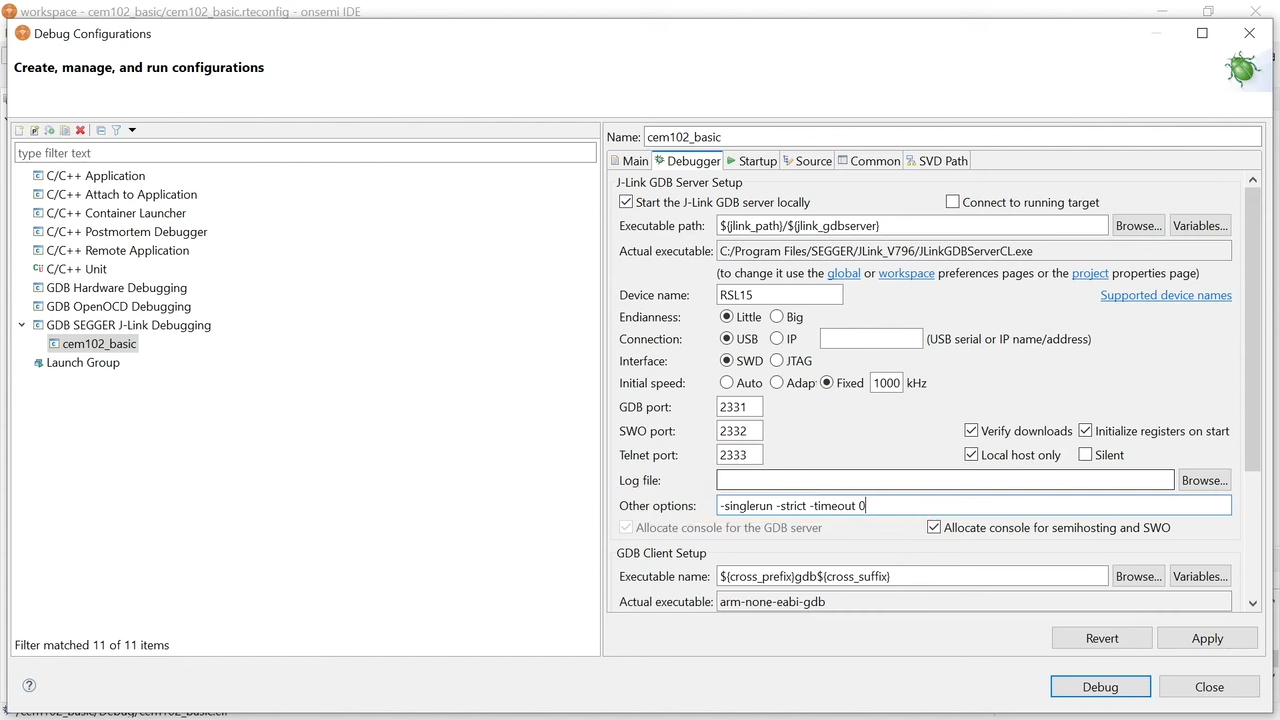 workspace - cem102_basic/cem102_basic.rteconfig - onsemi IDE
Debug Configurations
Create, manage, and run configurations
type filter text
C/C++ Application
C/C++ Attach to Application
C/C++ Container Launcher
C/C++ Postmortem Debugger
C/C++ Remote Application
C/C++ Unit
GDB Hardware Debugging
GDB OpenOCD Debugging
GDB SEGGER J-Link Debugging
cem102_basic
Launch Group
Filter matched 11 of 11 items
Name: cem102_basic
Main Debugger Startup Source Common SVD Path
J-Link GDB Server Setup
Start the J-Link GDB server locally Connect to running target
Executable path: ${jlink_path}/${jlink_gdbserver} Browse... Variables...
Actual executable: C:/Program Files/SEGGER/JLink_V796/JLinkGDBServerCL.exe
(to change it use the global or workspace preferences pages or the project properties page)
Device name: RSL15 Supported device names
Endianness: Little Big
Connection: USB IP (USB serial or IP name/address)
Interface: SWD JTAG
Initial speed: Auto Adap Fixed 1000 kHz
GDB port: 2331
SWO port: 2332 Verify downloads Initialize registers on start
Telnet port: 2333 Local host only Silent
Log file: Browse...
Other options: -singlerun -strict -timeout 0
Allocate console for the GDB server Allocate console for semihosting and SWO
GDB Client Setup
Executable name: ${cross_prefix}gdb${cross_suffix} Browse... Variables...
Actual executable: arm-none-eabi-gdb
Revert Apply
Debug Close